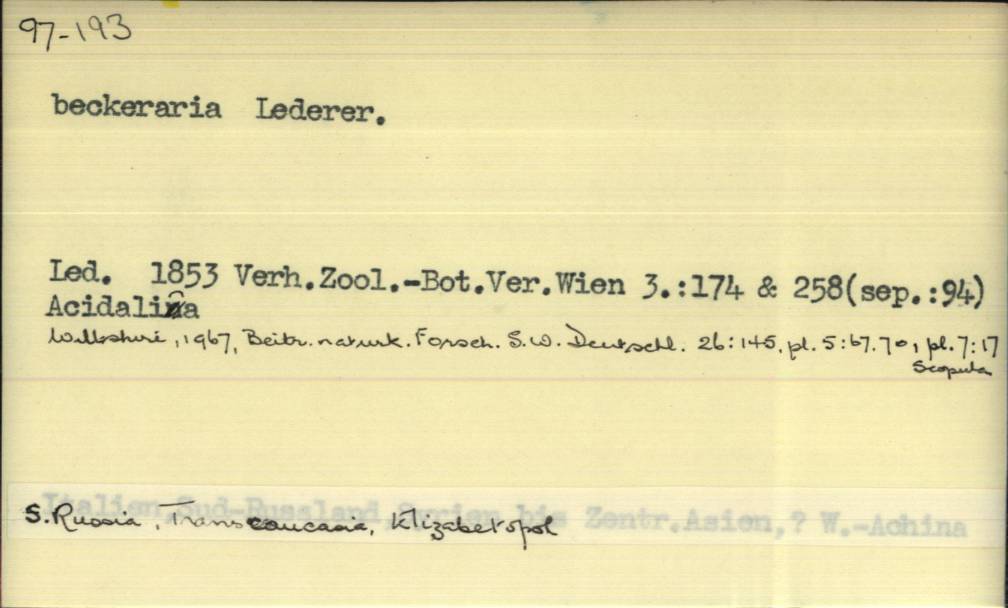 97-193
beckeraria Lederer.
Led. 1853 Verh.Zool.-Bot.Ver.Wien 3.:174 & 258(sep.:94)
Acidalia
Wiltshire, 1967, Beitr. naturk. Forsch. S.W. Deutschl. 26:145, pl. 5:67.70, pl. 7:17
Scopula
Italien, Sud-Russland, Syrien bis Zentr.Asien,? W.-Achina
S. Russia, Transcaucasia, Elizabetopol